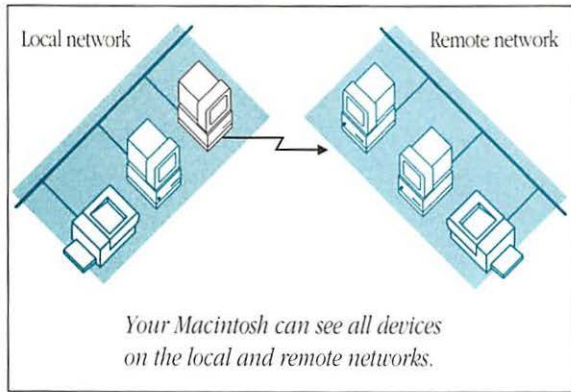 Local network
Remote network
Your Macintosh can see all devices
on the local and remote networks.